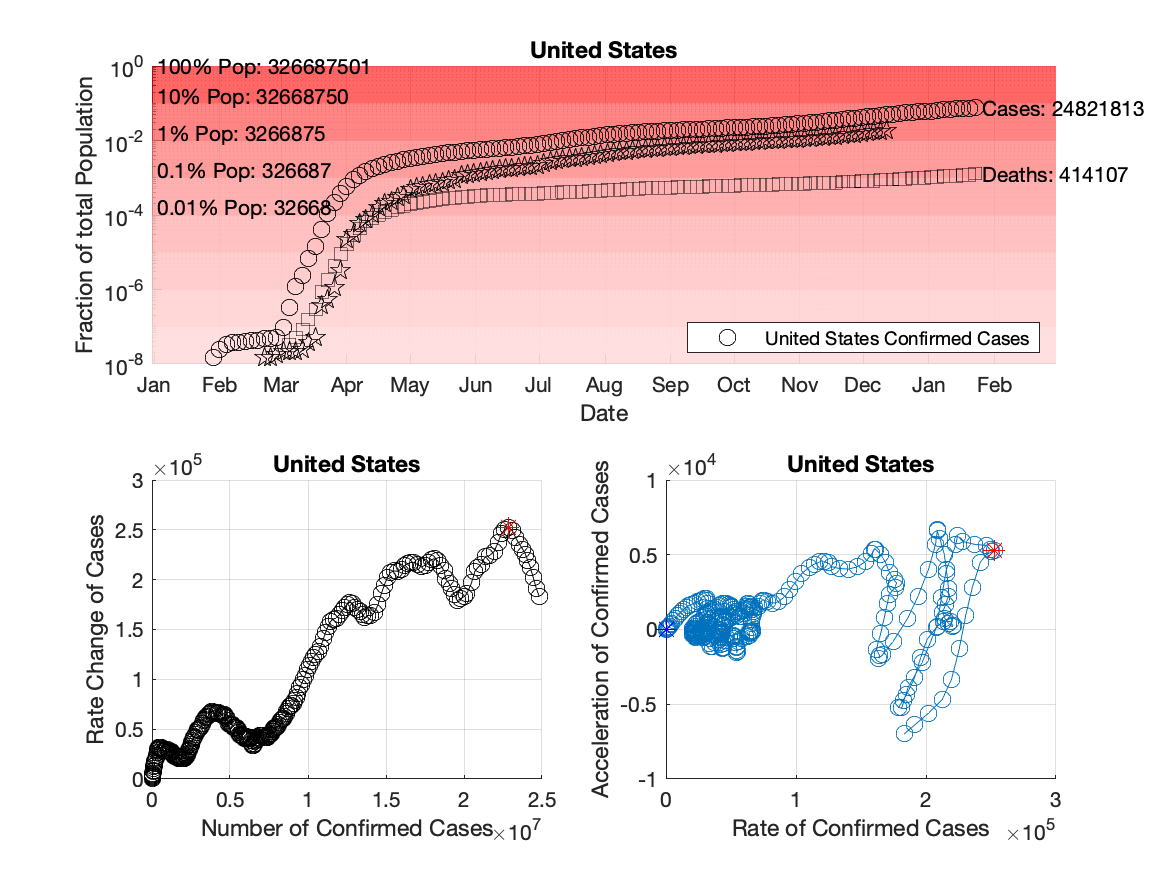 United States
10^0
100% Pop: 326687501
10% Pop: 32668750
Cases: 24821813
10^-2
1% Pop: 3266875
0.1% Pop: 326687
Deaths: 414107
10^-4
0.01% Pop: 32668
10^-6
10^-8
Fraction of total Population
United States Confirmed Cases
Jan Feb Mar Apr May Jun Jul Aug Sep Oct Nov Dec Jan Feb
Date
United States
×10^5
3
2.5
2
1.5
1
0.5
0
Rate Change of Cases
0 0.5 1 1.5 2 2.5
Number of Confirmed Cases ×10^7
United States
×10^4
1
0.5
0
-0.5
-1
Acceleration of Confirmed Cases
0 1 2 3
Rate of Confirmed Cases ×10^5